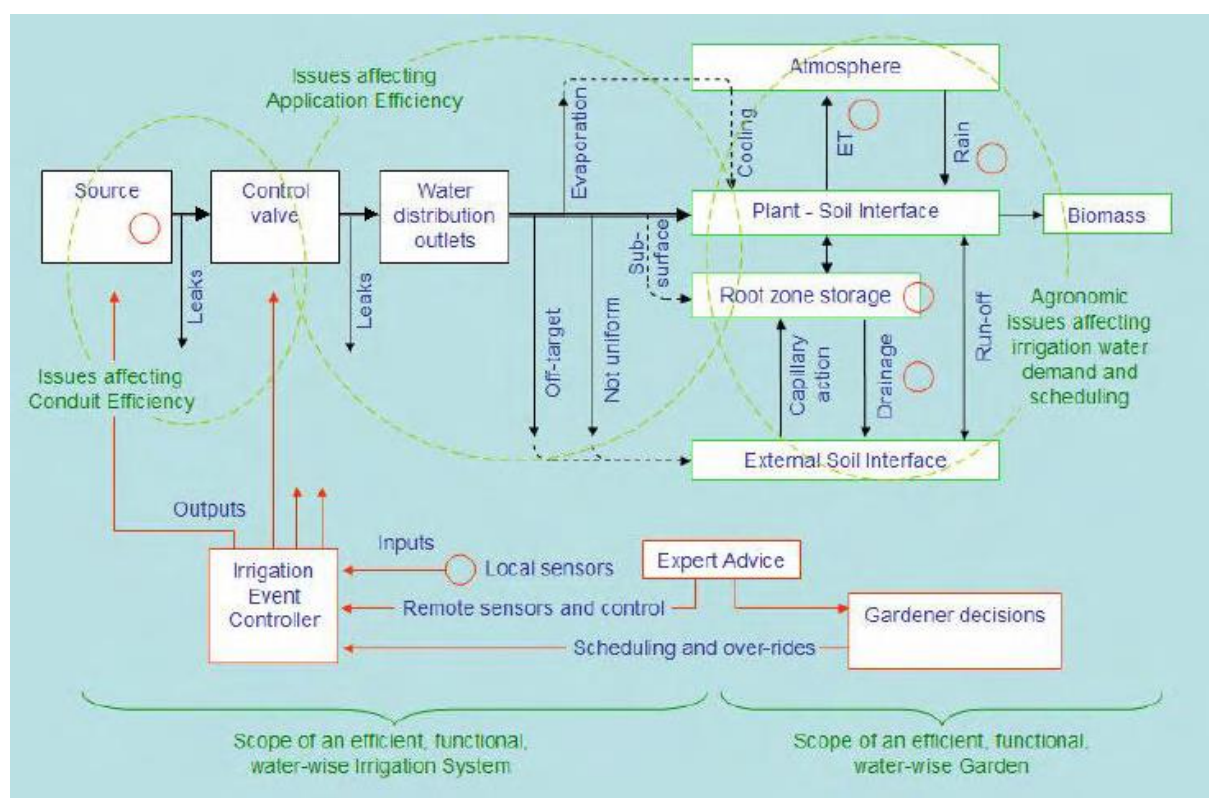 Issues affecting
Application Efficiency
Atmosphere
Evaporation
Cooling
ET
Rain
Source
Control
valve
Water
distribution
outlets
Plant - Soil Interface
Biomass
Leaks
Leaks
Sub-
surface
Root zone storage
Off-target
Not uniform
Capillary
action
Drainage
Run-off
Agronomic
issues affecting
irrigation water
demand and
scheduling
Issues affecting
Conduit Efficiency
External Soil Interface
Outputs
Inputs
Irrigation
Event
Controller
Local sensors
Expert Advice
Remote sensors and control
Gardener decisions
Scheduling and over-rides
Scope of an efficient, functional,
water-wise Irrigation System
Scope of an efficient, functional,
water-wise Garden